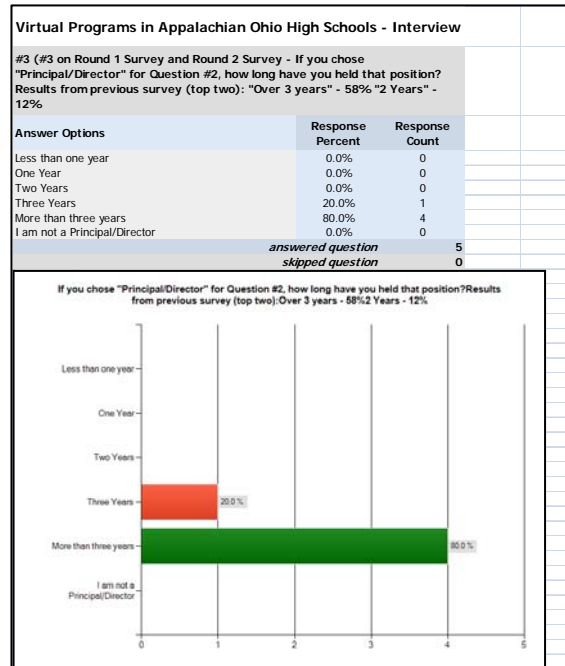 Virtual Programs in Appalachian Ohio High Schools - Interview
#3 (#3 on Round 1 Survey and Round 2 Survey - If you chose
"Principal/Director" for Question #2, how long have you held that position?
Results from previous survey (top two): "Over 3 years" - 58% "2 Years" -
12%
Answer Options Response Percent Response Count
Less than one year 0.0% 0
One Year 0.0% 0
Two Years 0.0% 0
Three Years 20.0% 1
More than three years 80.0% 4
I am not a Principal/Director 0.0% 0
answered question 5
skipped question 0
If you chose "Principal/Director" for Question #2, how long have you held that position?Results
from previous survey (top two):Over 3 years - 58%2 Years - 12%
Less than one year
One Year
Two Years
Three Years 20.0 %
More than three years 80.0 %
I am not a
Principal/Director
0 1 2 3 4 5